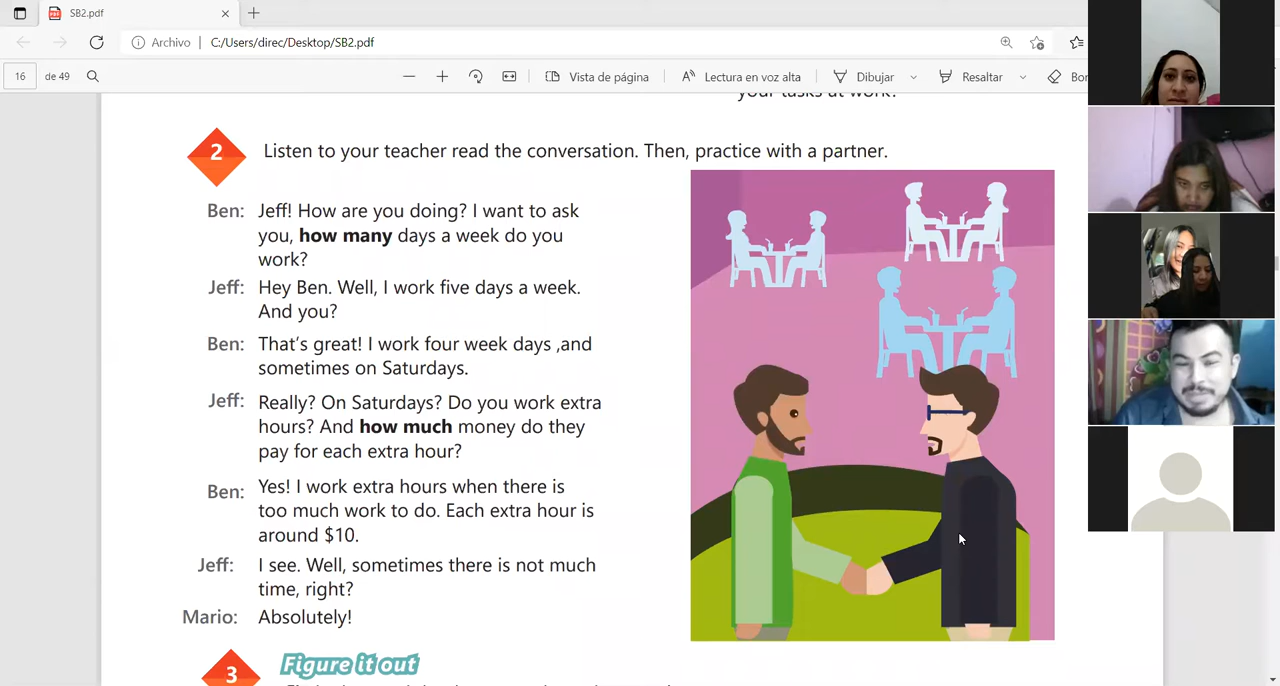 SB2.pdf
Archivo | C:/Users/direc/Desktop/SB2.pdf
16 de 49 Vista de página Lectura en voz alta Dibujar Resaltar
your tasks at work?
2 Listen to your teacher read the conversation. Then, practice with a partner.
Ben: Jeff! How are you doing? I want to ask
you, how many days a week do you
work?
Jeff: Hey Ben. Well, I work five days a week.
And you?
Ben: That's great! I work four week days ,and
sometimes on Saturdays.
Jeff: Really? On Saturdays? Do you work extra
hours? And how much money do they
pay for each extra hour?
Ben: Yes! I work extra hours when there is
too much work to do. Each extra hour is
around $10.
Jeff: I see. Well, sometimes there is not much
time, right?
Mario: Absolutely!
3 Figure it out